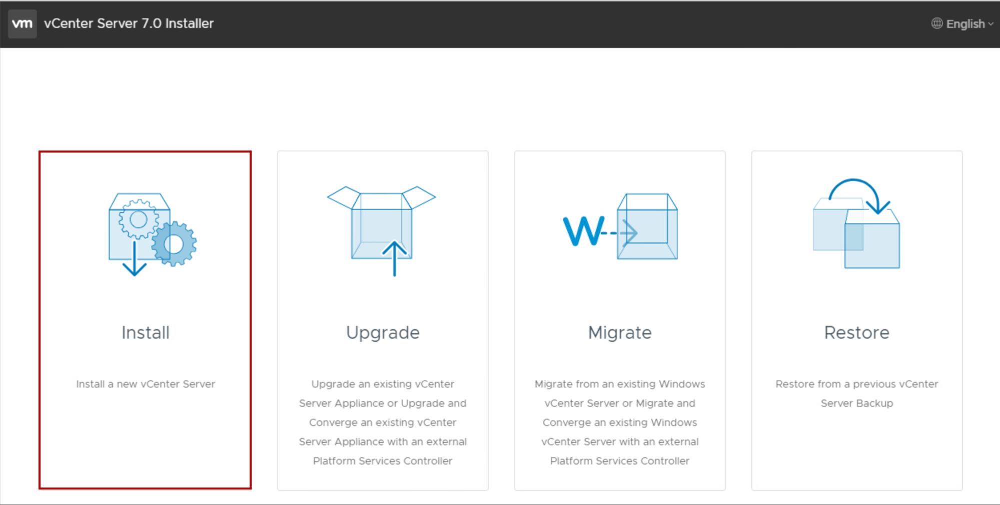 vm vCenter Server 7.0 Installer
English
Install
Install a new vCenter Server
Upgrade
Upgrade an existing vCenter
Server Appliance or Upgrade and
Converge an existing vCenter
Server Appliance with an external
Platform Services Controller
W
Migrate
Migrate from an existing Windows
vCenter Server or Migrate and
Converge an existing Windows
vCenter Server with an external
Platform Services Controller
Restore
Restore from a previous vCenter
Server Backup